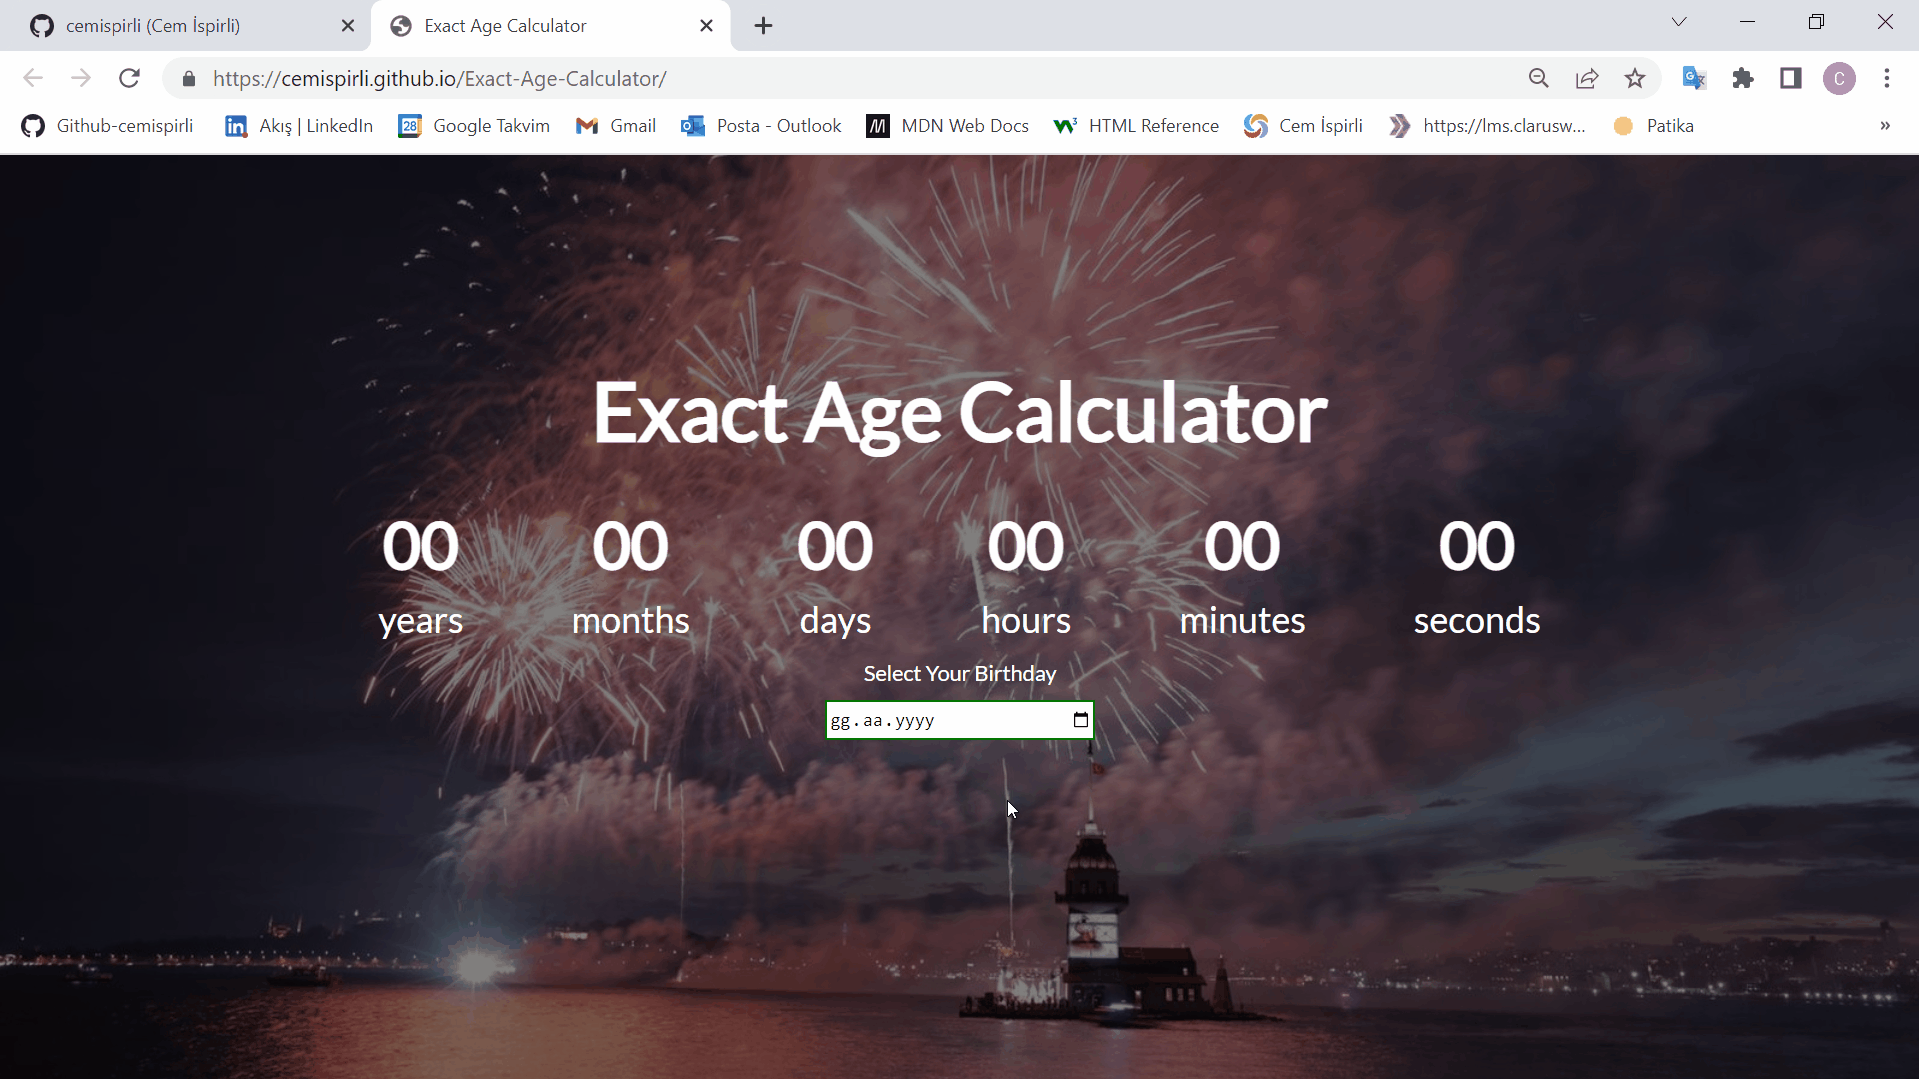 cemispirli (Cem İspirli)
Exact Age Calculator
https://cemispirli.github.io/Exact-Age-Calculator/
C
Github-cemispirli
Akış | LinkedIn
28
Google Takvim
Gmail
Posta - Outlook
MDN Web Docs
HTML Reference
Cem İspirli
https://lms.clarusw...
Patika
»
Exact Age Calculator
00 00 00 00 00 00
years months days hours minutes seconds
Select Your Birthday
gg.aa.yyyy